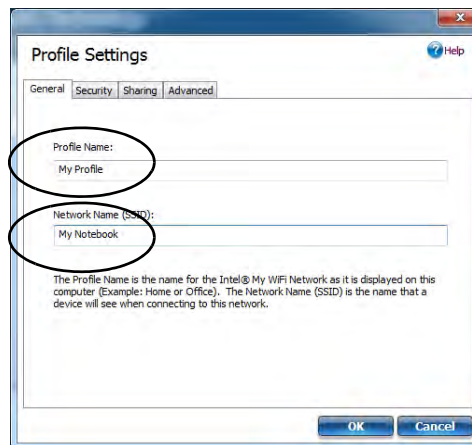 Profile Settings
Help
General Security Sharing Advanced
Profile Name:
My Profile
Network Name (SSID):
My Notebook
The Profile Name is the name for the Intel® My WiFi Network as it is displayed on this
computer (Example: Home or Office). The Network Name (SSID) is the name that a
device will see when connecting to this network.
OK Cancel